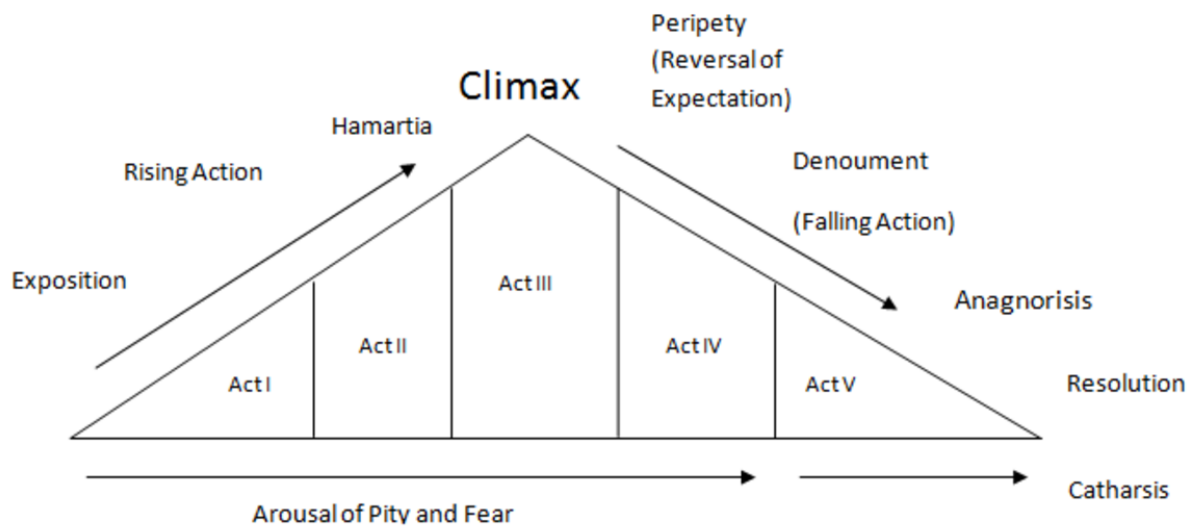 Peripety
(Reversal of
Expectation)
Climax
Hamartia
Rising Action
Denoument
(Falling Action)
Exposition
Anagnorisis
Act III
Act II
Act IV
Act I
Act V
Resolution
Catharsis
Arousal of Pity and Fear